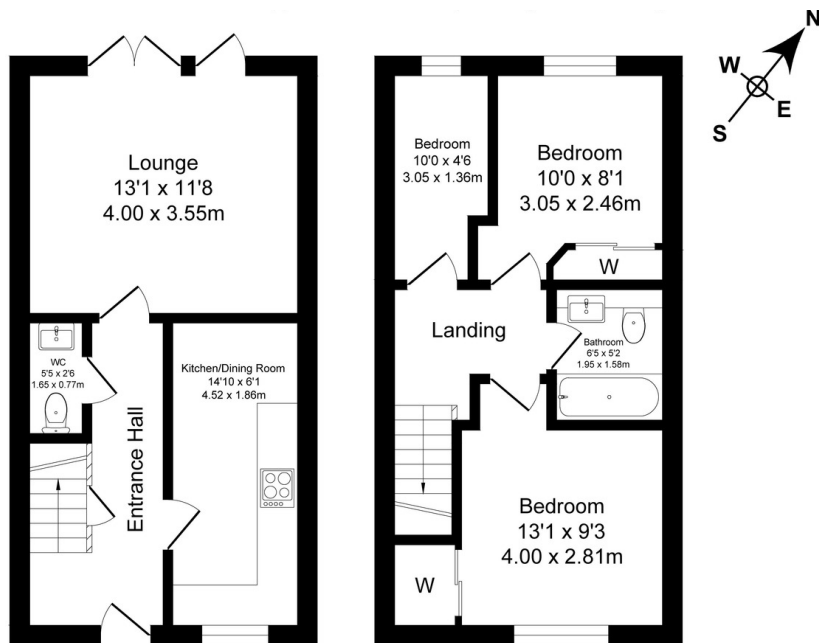 Lounge
13'1 x 11'8
4.00 x 3.55m
WC
5'5 x 2'6
1.65 x 0.77m
Entrance Hall
Kitchen/Dining Room
14'10 x 6'1
4.52 x 1.86m
Bedroom
10'0 x 4'6
3.05 x 1.36m
Bedroom
10'0 x 8'1
3.05 x 2.46m
W
Landing
Bathroom
6'5 x 5'2
1.95 x 1.58m
Bedroom
13'1 x 9'3
4.00 x 2.81m
W
N
W
E
S